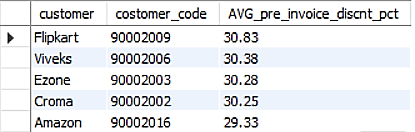 customer costomer_code AVG_pre_invoice_discnt_pct
Flipkart 90002009 30.83
Viveks 90002006 30.38
Ezone 90002003 30.28
Croma 90002002 30.25
Amazon 90002016 29.33